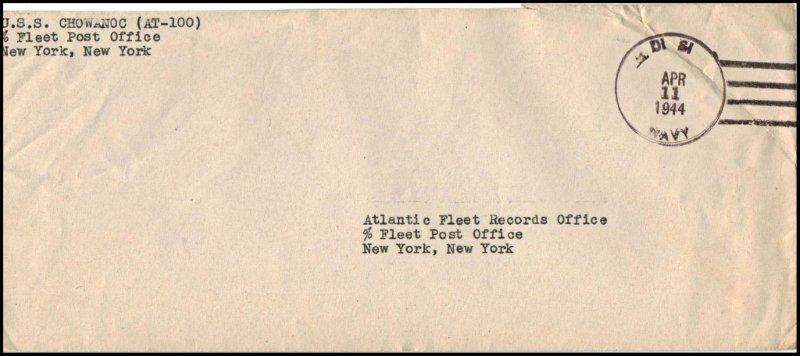 U.S.S. CHOWANOC (AT-100)
% Fleet Post Office
New York, New York
APR
11
1944
NAVY
Atlantic Fleet Records Office
% Fleet Post Office
New York, New York